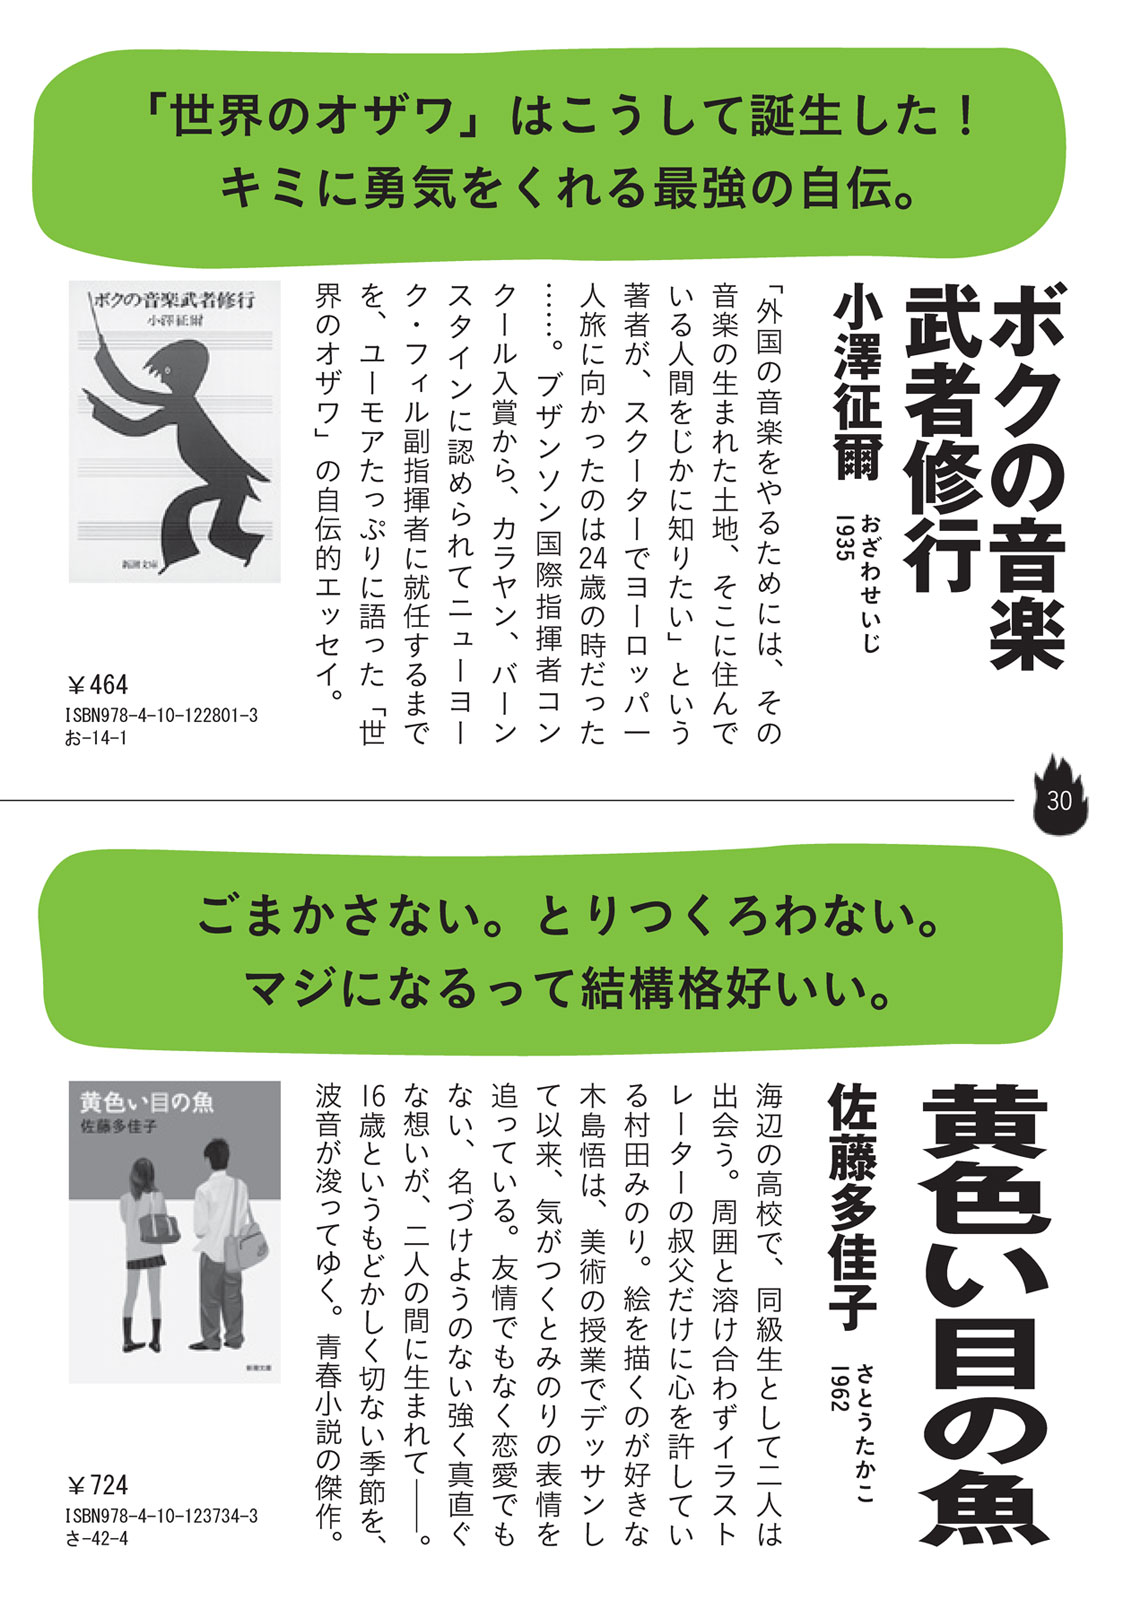 「世界のオザワ」はこうして誕生した！
キミに勇気をくれる最強の自伝。
ボクの音楽
武者修行
小澤征爾
おざわせいじ
1935
「外国の音楽をやるためには、その
音楽の生まれた土地、そこに住んで
いる人間をじかに知りたい」という
著者が、スクーターでヨーロッパ一
人旅に向かったのは24歳の時だった
……。ブザンソン国際指揮者コン
クール入賞から、カラヤン、バーン
スタインに認められてニューヨー
ク・フィル副指揮者に就任するまで
を、ユーモアたっぷりに語った「世
界のオザワ」の自伝的エッセイ。
ボクの音楽武者修行
小澤征爾
新潮文庫
￥464
ISBN978-4-10-122801-3
お-14-1
30
ごまかさない。とりつくろわない。
マジになるって結構格好いい。
黄色い目の魚
佐藤多佳子
さとうたかこ
1962
海辺の高校で、同級生として二人は
出会う。周囲と溶け合わずイラスト
レーターの叔父だけに心を許してい
る村田みのり。絵を描くのが好きな
木島悟は、美術の授業でデッサンし
て以来、気がつくとみのりの表情を
追っている。友情でもなく恋愛でも
ない、名づけようのない強く真直ぐ
な想いが、二人の間に生まれて――。
16歳というもどかしく切ない季節を、
波音が浚ってゆく。青春小説の傑作。
黄色い目の魚
佐藤多佳子
新潮文庫
￥724
ISBN978-4-10-123734-3
さ-42-4